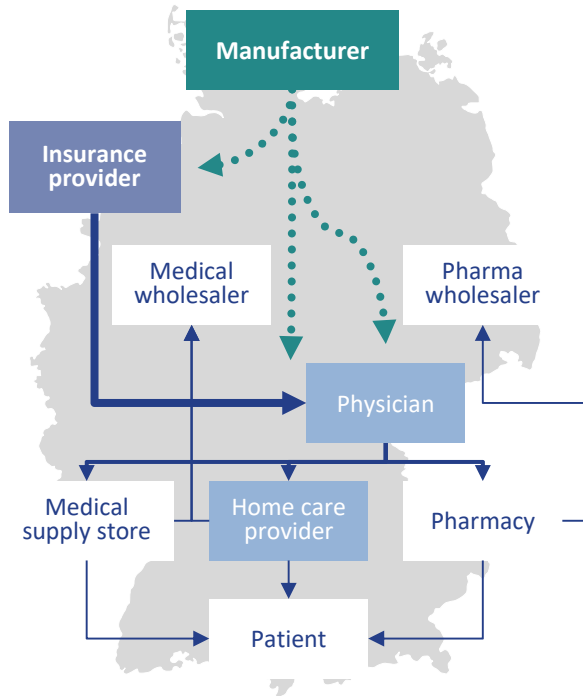 Manufacturer
Insurance
provider
Medical
wholesaler
Pharma
wholesaler
Physician
Medical
supply store
Home care
provider
Pharmacy
Patient